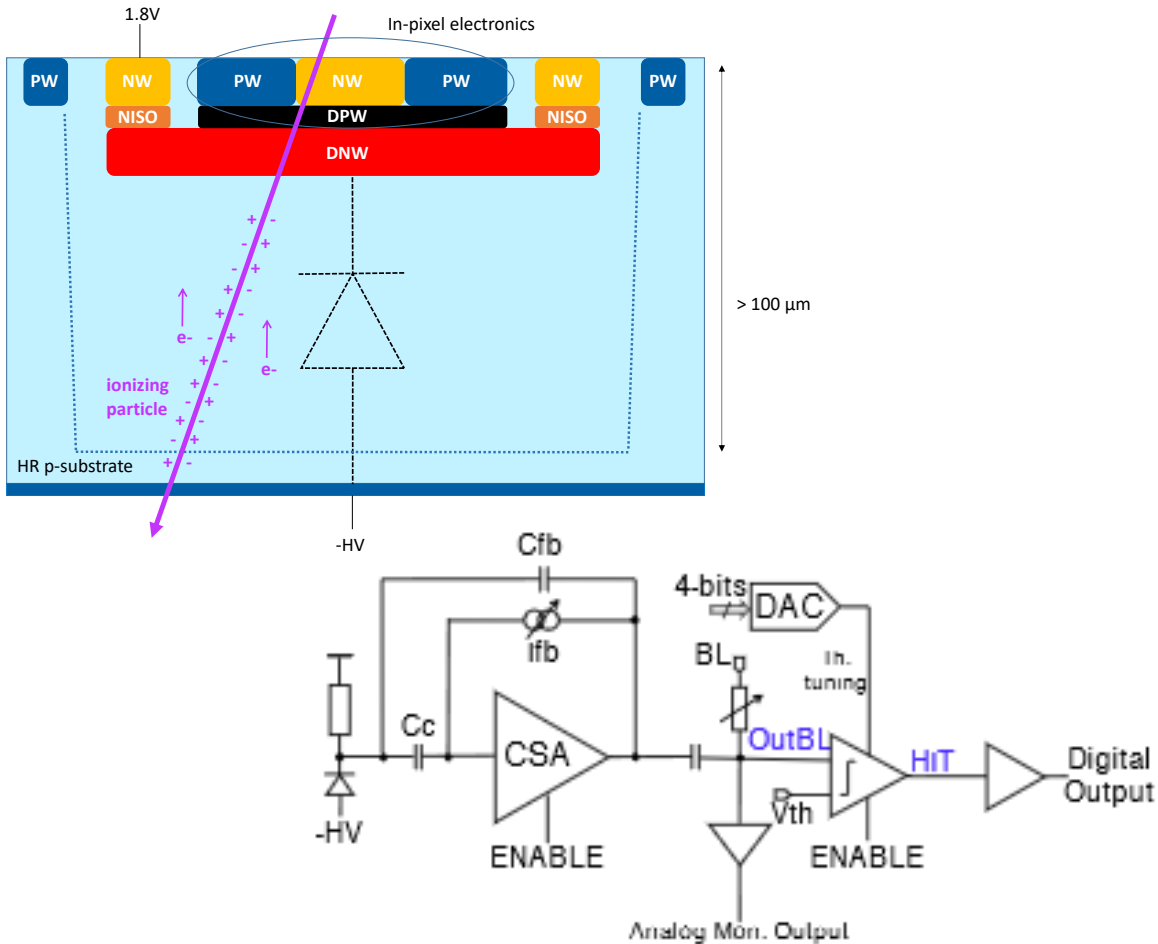 1.8V
In-pixel electronics
PW NW PW NW PW NW PW
NISO DPW NISO
DNW
+ -
- +
- +
+ -
+ -
e- - +
+ - e-
> 100 µm
ionizing
particle
+ -
- +
+ -
- +
HR p-substrate + -
-HV
Cfb
4-bits DAC
Ifb
BL
Th.
tuning
Cc
CSA
OutBL
HIT
Digital
Output
Vth
-HV
ENABLE
ENABLE
Analog Mon. Output